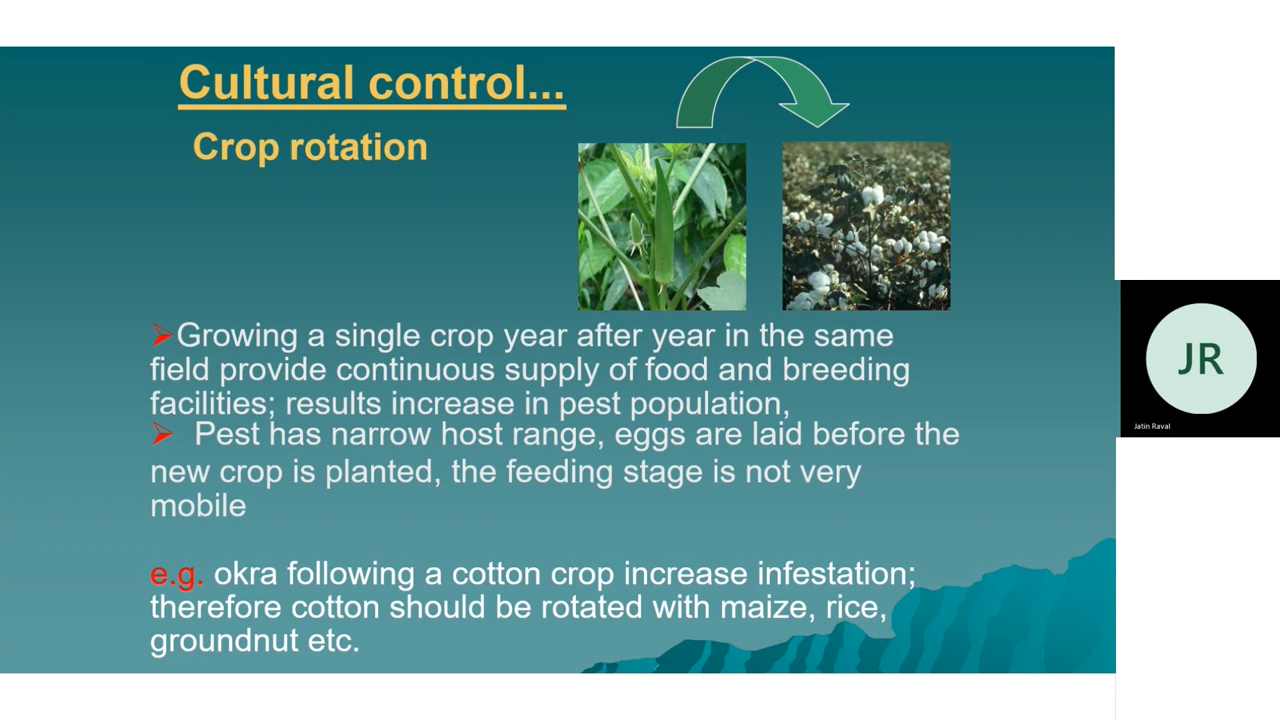 Cultural control...
Crop rotation
Growing a single crop year after year in the same
field provide continuous supply of food and breeding
facilities; results increase in pest population,
Pest has narrow host range, eggs are laid before the
new crop is planted, the feeding stage is not very
mobile
e.g. okra following a cotton crop increase infestation;
therefore cotton should be rotated with maize, rice,
groundnut etc.
JR
Jatin Raval